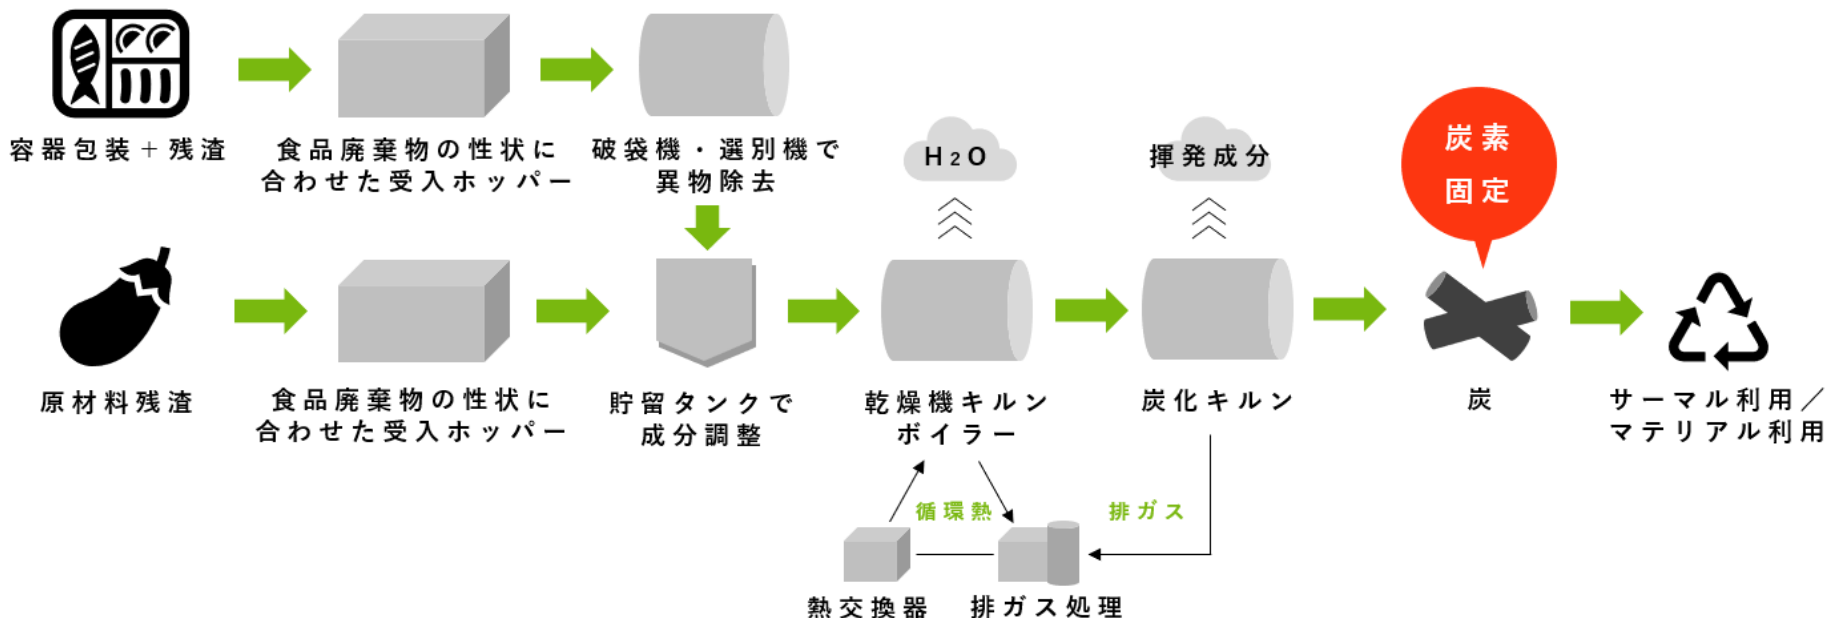 容器包装＋残渣
食品廃棄物の性状に
合わせた受入ホッパー
破袋機・選別機で
異物除去
H₂O
揮発成分
炭素
固定
原材料残渣
食品廃棄物の性状に
合わせた受入ホッパー
貯留タンクで
成分調整
乾燥機キルン
ボイラー
炭化キルン
炭
サーマル利用／
マテリアル利用
循環熱
排ガス
熱交換器
排ガス処理